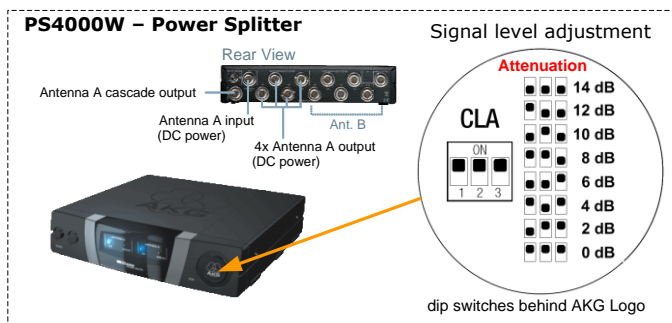 PS4000W – Power Splitter
Rear View
Antenna A cascade output
Antenna A input
(DC power)
4x Antenna A output
(DC power)
Ant. B
AKG
AKG
Signal level adjustment
Attenuation
CLA
ON
1 2 3
14 dB
12 dB
10 dB
8 dB
6 dB
4 dB
2 dB
0 dB
dip switches behind AKG Logo